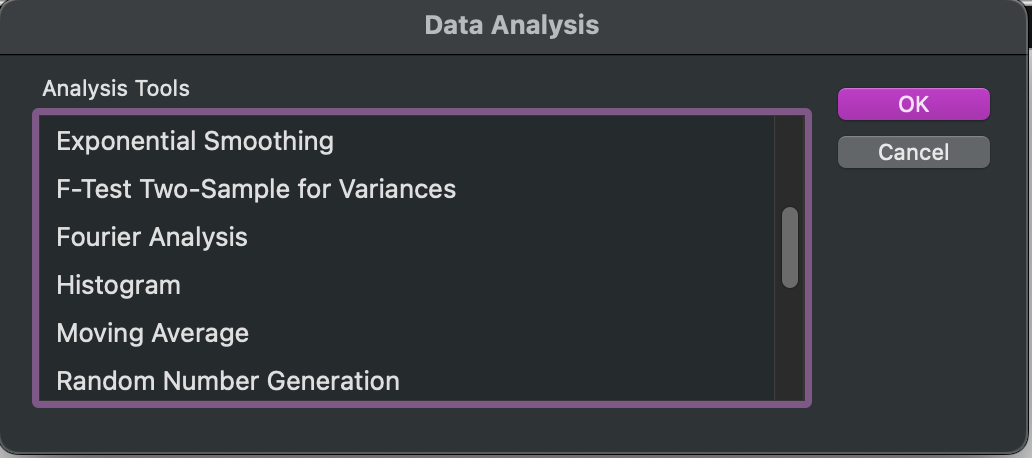 Data Analysis
Analysis Tools
OK
Cancel
Exponential Smoothing
F-Test Two-Sample for Variances
Fourier Analysis
Histogram
Moving Average
Random Number Generation